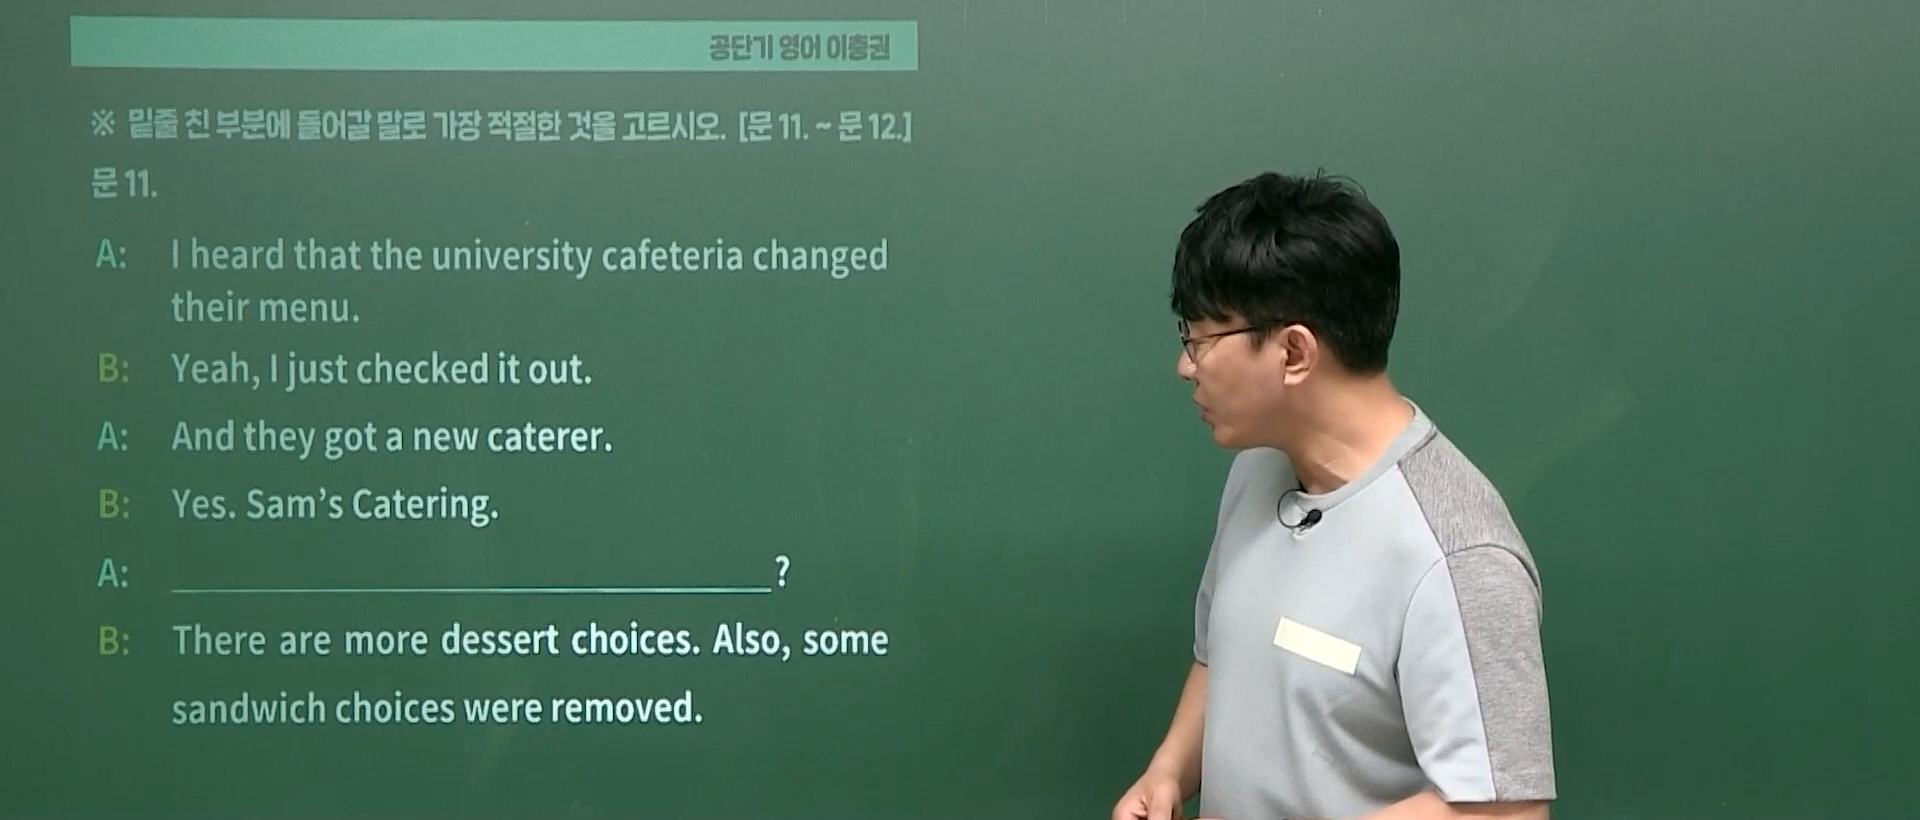 공단기 영어 이충권
※ 밑줄 친 부분에 들어갈 말로 가장 적절한 것을 고르시오. [문 11. ~ 문 12.]
문 11.
A: I heard that the university cafeteria changed
their menu.
B: Yeah, I just checked it out.
A: And they got a new caterer.
B: Yes. Sam’s Catering.
A: ?
B: There are more dessert choices. Also, some
sandwich choices were removed.